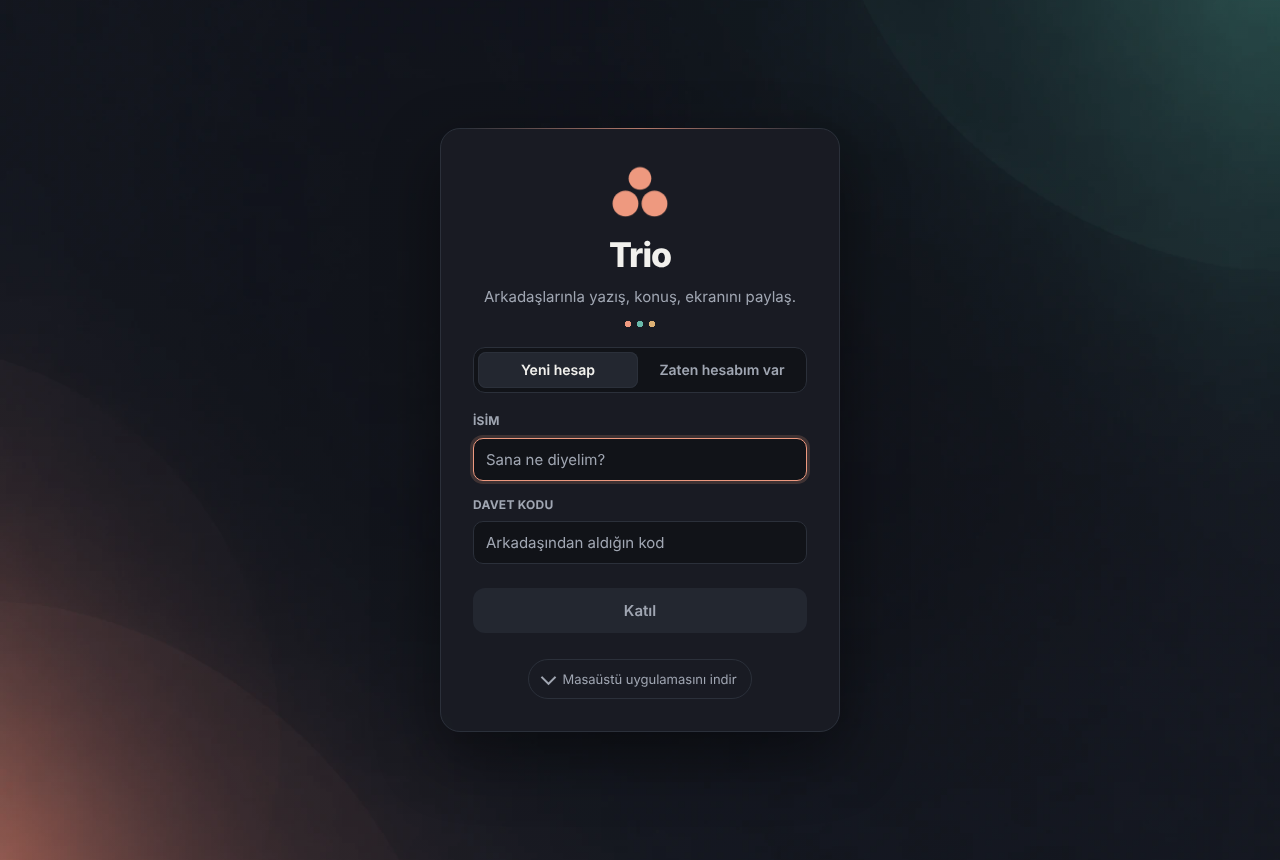 Trio
Arkadaşlarınla yazış, konuş, ekranını paylaş.
Yeni hesap
Zaten hesabım var
İSİM
Sana ne diyelim?
DAVET KODU
Arkadaşından aldığın kod
Katıl
Masaüstü uygulamasını indir